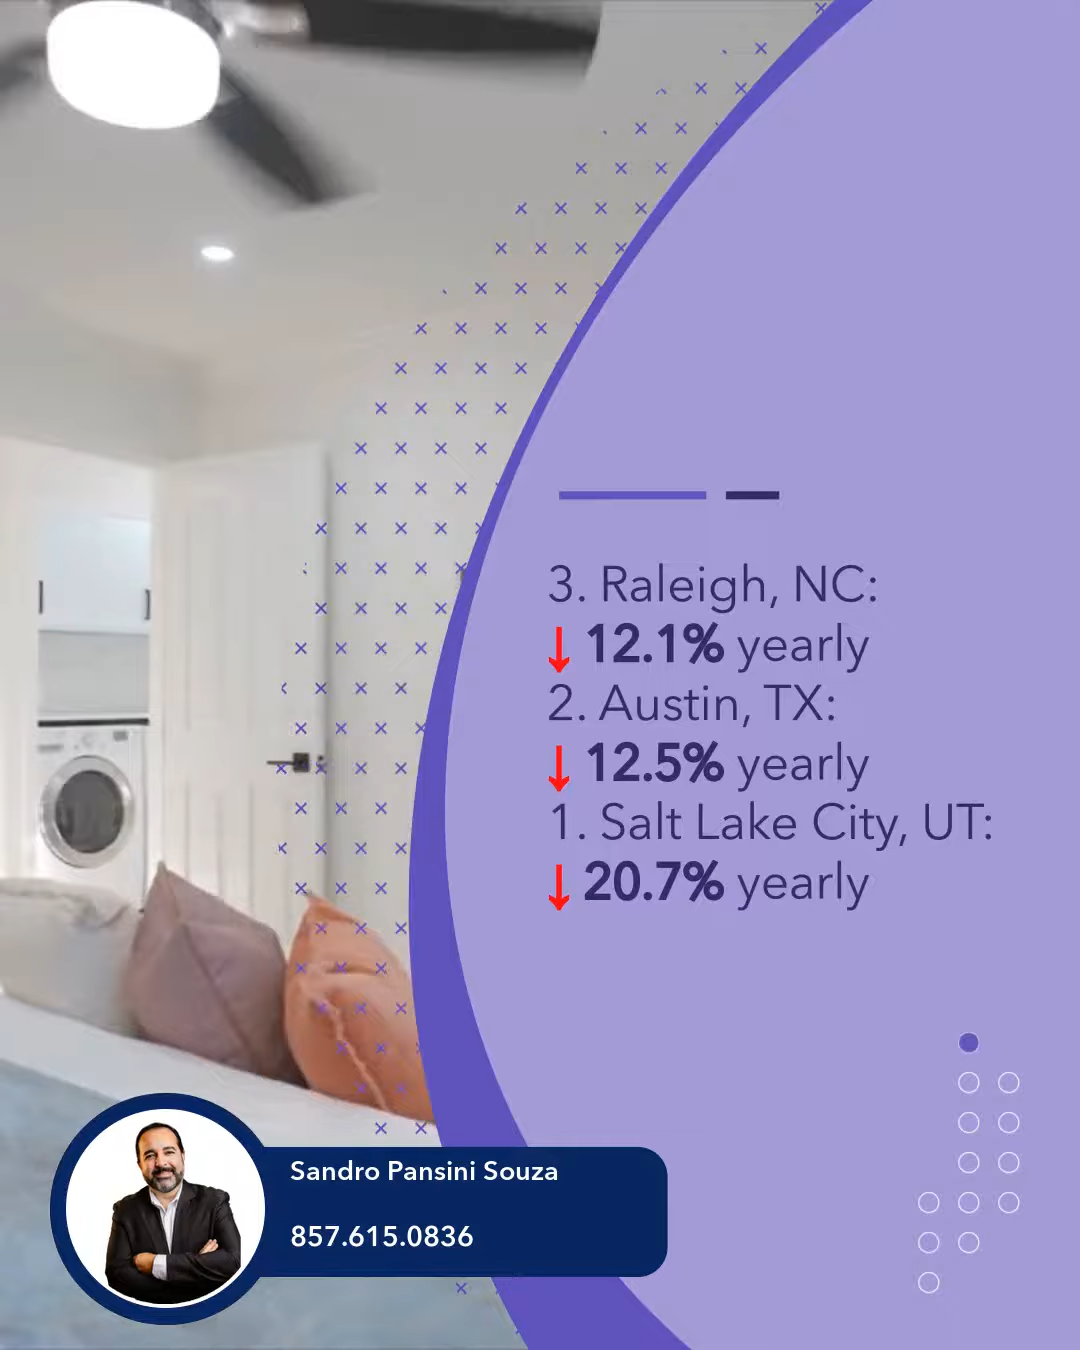 3. Raleigh, NC:
↓ 12.1% yearly
2. Austin, TX:
↓ 12.5% yearly
1. Salt Lake City, UT:
↓ 20.7% yearly
Sandro Pansini Souza
857.615.0836